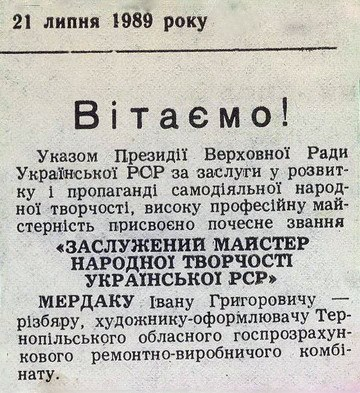 21 липня 1989 року
Вітаємо!
Указом Президії Верховної Ради
Української РСР за заслуги у розвит-
ку і пропаганді самодіяльної народ-
ної творчості, високу професійну май-
стерність присвоєно почесне звання
«ЗАСЛУЖЕНИЙ МАЙСТЕР
НАРОДНОЇ ТВОРЧОСТІ
УКРАЇНСЬКОЇ РСР»
МЕРДАКУ Івану Григоровичу —
різбяру, художнику-оформлювачу Тер-
нопільського обласного госпрозрахун-
кового ремонтно-виробничого комбі-
нату.